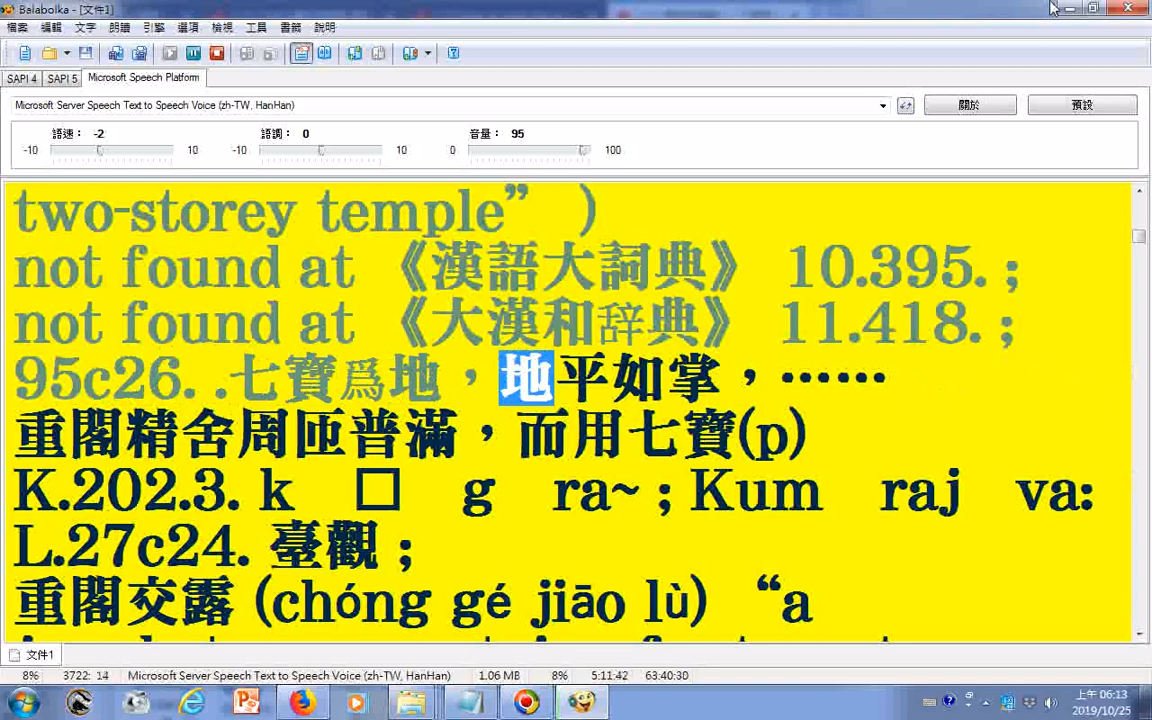 Balabolka - [文件1]
檔案 編輯 文字 朗讀 引擎 選項 檢視 工具 書籤 說明
SAPI 4 SAPI 5 Microsoft Speech Platform
Microsoft Server Speech Text to Speech Voice (zh-TW, HanHan) 關於 預設
語速： -2 語調： 0 音量： 95
-10 10 -10 10 0 100
two-storey temple” )
not found at 《漢語大詞典》 10.395. ;
not found at 《大漢和辞典》 11.418. ;
95c26. .七寶爲地，地平如掌，……
重閣精舍周匝普滿，而用七寶(p)
K.202.3. k □ g ra~ ; Kum raj va:
L.27c24. 臺觀；
重閣交露 (chóng gé jiāo lù) “a
文件1
8% 3722: 14 Microsoft Server Speech Text to Speech Voice (zh-TW, HanHan) 1.06 MB 8% 5:11:42 63:40:30
上午 06:13
2019/10/25